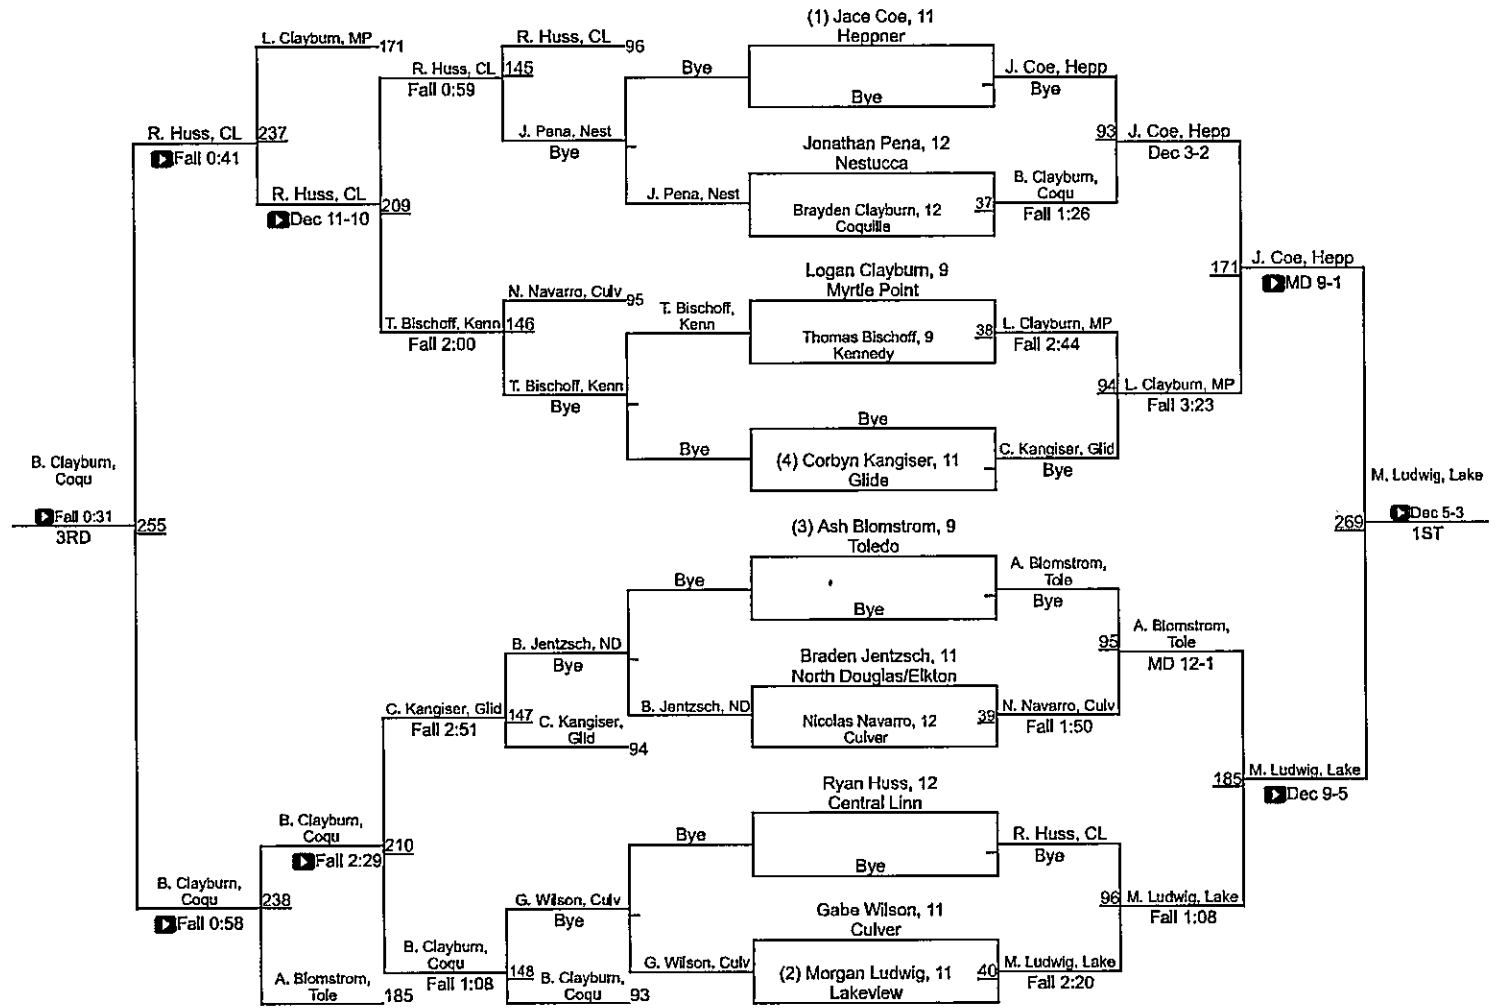 (1) Jace Coe, 11
Heppner
Bye
Jonathan Pena, 12
Nestucca
Brayden Clayburn, 12
Coquille
37
Logan Clayburn, 9
Myrtle Point
Thomas Bischoff, 9
Kennedy
38
Bye
(4) Corbyn Kangiser, 11
Glide
(3) Ash Blomstrom, 9
Toledo
Bye
Braden Jentzsch, 11
North Douglas/Elkton
Nicolas Navarro, 12
Culver
39
Ryan Huss, 12
Central Linn
Bye
Gabe Wilson, 11
Culver
(2) Morgan Ludwig, 11
Lakeview
40
J. Coe, Hepp
Bye
B. Clayburn,
Coqu
Fall 1:26
L. Clayburn, MP
Fall 2:44
C. Kangiser, Glid
Bye
A. Blomstrom,
Tole
Bye
N. Navarro, Culv
Fall 1:50
R. Huss, CL
Bye
M. Ludwig, Lake
Fall 2:20
93
J. Coe, Hepp
Dec 3-2
94
L. Clayburn, MP
Fall 3:23
95
A. Blomstrom,
Tole
MD 12-1
96
M. Ludwig, Lake
Fall 1:08
171
J. Coe, Hepp
MD 9-1
185
M. Ludwig, Lake
Dec 9-5
269
M. Ludwig, Lake
Dec 5-3
1ST
Bye
J. Pena, Nest
T. Bischoff,
Kenn
Bye
Bye
B. Jentzsch, ND
Bye
G. Wilson, Culv
R. Huss, CL
96
J. Pena, Nest
Bye
N. Navarro, Culv
95
T. Bischoff, Kenn
Bye
B. Jentzsch, ND
Bye
C. Kangiser,
Glid
94
G. Wilson, Culv
Bye
B. Clayburn,
Coqu
93
R. Huss, CL
145
Fall 0:59
T. Bischoff, Kenn
146
Fall 2:00
C. Kangiser, Glid
147
Fall 2:51
B. Clayburn,
Coqu
148
Fall 1:08
L. Clayburn, MP
171
R. Huss, CL
209
Dec 11-10
B. Clayburn,
Coqu
210
Fall 2:29
A. Blomstrom,
Tole
185
R. Huss, CL
237
Fall 0:41
B. Clayburn,
Coqu
238
Fall 0:58
B. Clayburn,
Coqu
255
Fall 0:31
3RD